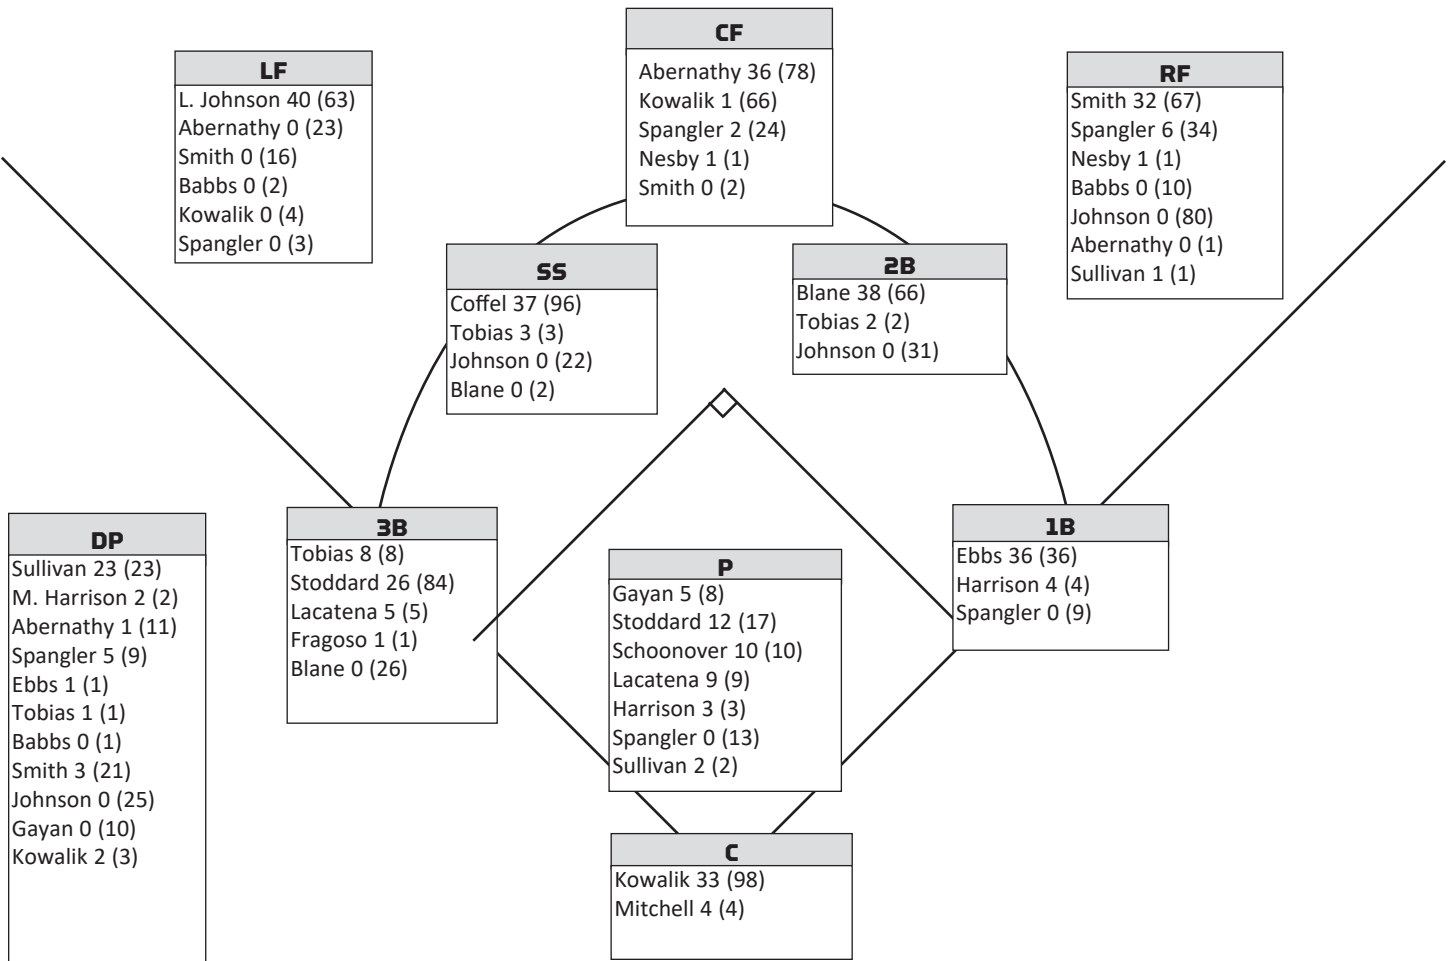 CF
Abernathy 36 (78)
Kowalik 1 (66)
Spangler 2 (24)
Nesby 1 (1)
Smith 0 (2)
LF
L. Johnson 40 (63)
Abernathy 0 (23)
Smith 0 (16)
Babbs 0 (2)
Kowalik 0 (4)
Spangler 0 (3)
RF
Smith 32 (67)
Spangler 6 (34)
Nesby 1 (1)
Babbs 0 (10)
Johnson 0 (80)
Abernathy 0 (1)
Sullivan 1 (1)
SS
Coffel 37 (96)
Tobias 3 (3)
Johnson 0 (22)
Blane 0 (2)
2B
Blane 38 (66)
Tobias 2 (2)
Johnson 0 (31)
DP
Sullivan 23 (23)
M. Harrison 2 (2)
Abernathy 1 (11)
Spangler 5 (9)
Ebbs 1 (1)
Tobias 1 (1)
Babbs 0 (1)
Smith 3 (21)
Johnson 0 (25)
Gayan 0 (10)
Kowalik 2 (3)
3B
Tobias 8 (8)
Stoddard 26 (84)
Lacatena 5 (5)
Fragoso 1 (1)
Blane 0 (26)
P
Gayan 5 (8)
Stoddard 12 (17)
Schoonover 10 (10)
Lacatena 9 (9)
Harrison 3 (3)
Spangler 0 (13)
Sullivan 2 (2)
1B
Ebbs 36 (36)
Harrison 4 (4)
Spangler 0 (9)
C
Kowalik 33 (98)
Mitchell 4 (4)